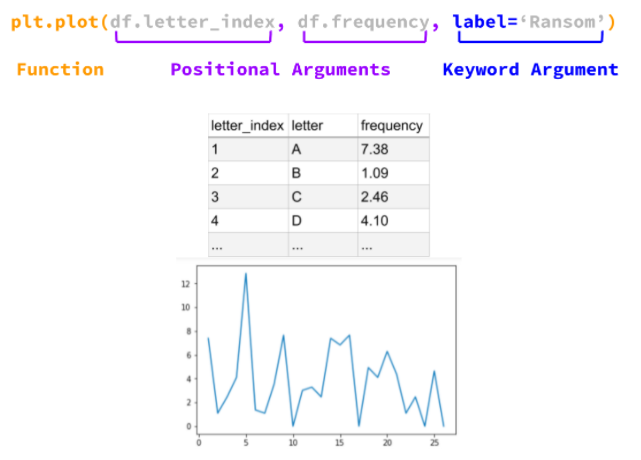 plt.plot(df.letter_index, df.frequency, label=‘Ransom’)
Function Positional Arguments Keyword Argument
letter_index letter frequency
1 A 7.38
2 B 1.09
3 C 2.46
4 D 4.10
... ... ...
12
10
8
6
4
2
0
0 5 10 15 20 25